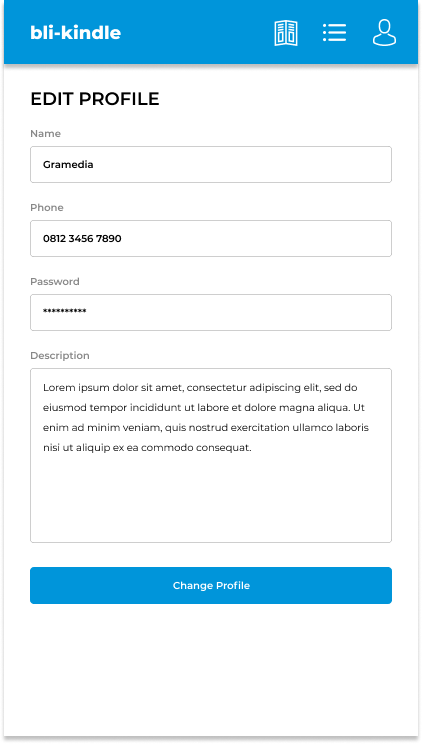 bli-kindle
EDIT PROFILE
Name
Gramedia
Phone
0812 3456 7890
Password
**********
Description
Lorem ipsum dolor sit amet, consectetur adipiscing elit, sed do
eiusmod tempor incididunt ut labore et dolore magna aliqua. Ut
enim ad minim veniam, quis nostrud exercitation ullamco laboris
nisi ut aliquip ex ea commodo consequat.
Change Profile